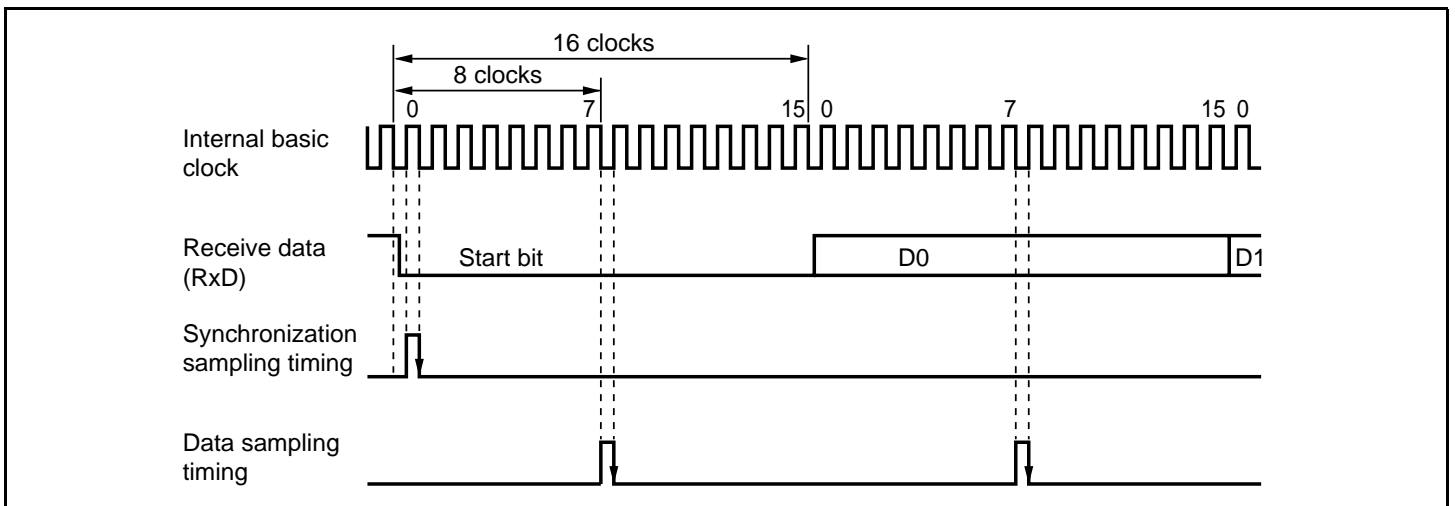 16 clocks
8 clocks
0 7 15 0 7 15 0
Internal basic
clock
Receive data
(RxD)
Start bit D0 D1
Synchronization
sampling timing
Data sampling
timing